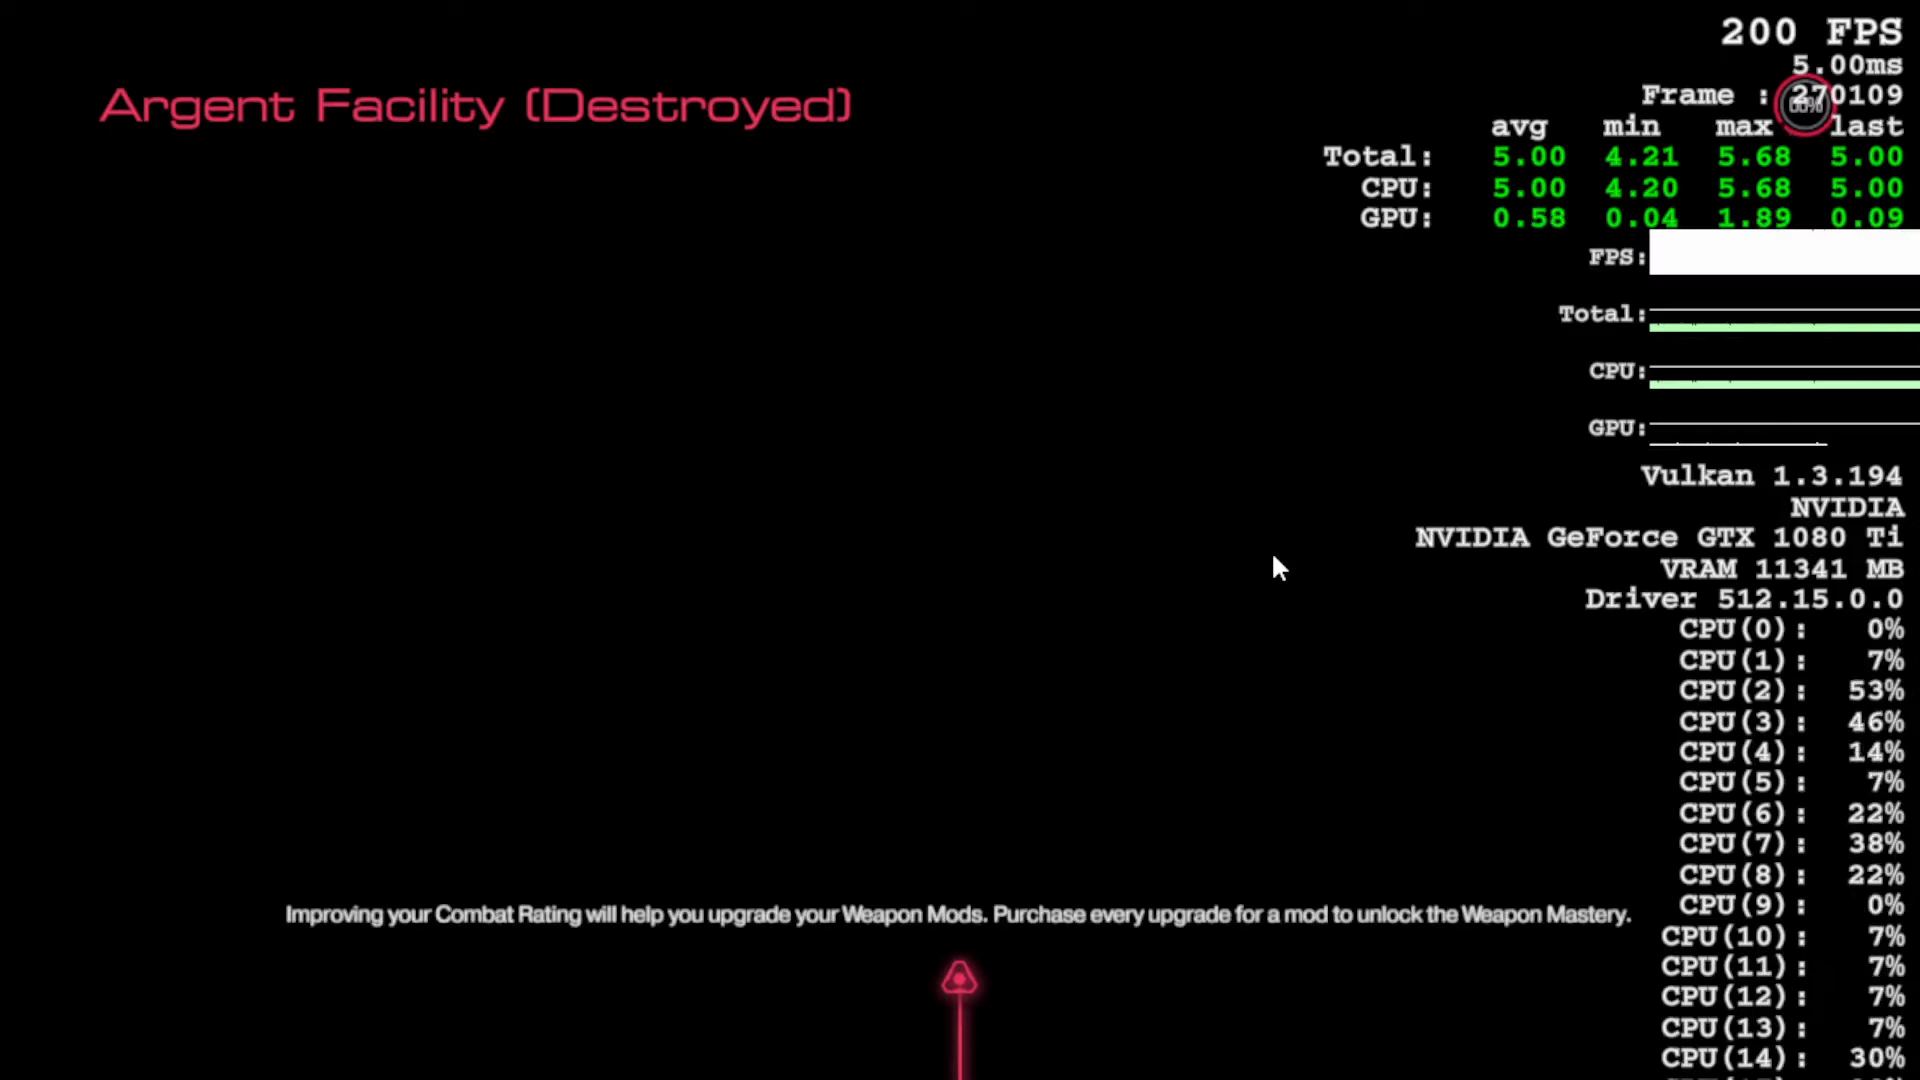 200 FPS
5.00ms
Argent Facility (Destroyed)
Frame : 270109
avg min max last
Total: 5.00 4.21 5.68 5.00
CPU: 5.00 4.20 5.68 5.00
GPU: 0.58 0.04 1.89 0.09
FPS:
Total:
CPU:
GPU:
Vulkan 1.3.194
NVIDIA
NVIDIA GeForce GTX 1080 Ti
VRAM 11341 MB
Driver 512.15.0.0
CPU(0): 0%
CPU(1): 7%
CPU(2): 53%
CPU(3): 46%
CPU(4): 14%
CPU(5): 7%
CPU(6): 22%
CPU(7): 38%
CPU(8): 22%
CPU(9): 0%
Improving your Combat Rating will help you upgrade your Weapon Mods. Purchase every upgrade for a mod to unlock the Weapon Mastery.
CPU(10): 7%
CPU(11): 7%
CPU(12): 7%
CPU(13): 7%
CPU(14): 30%